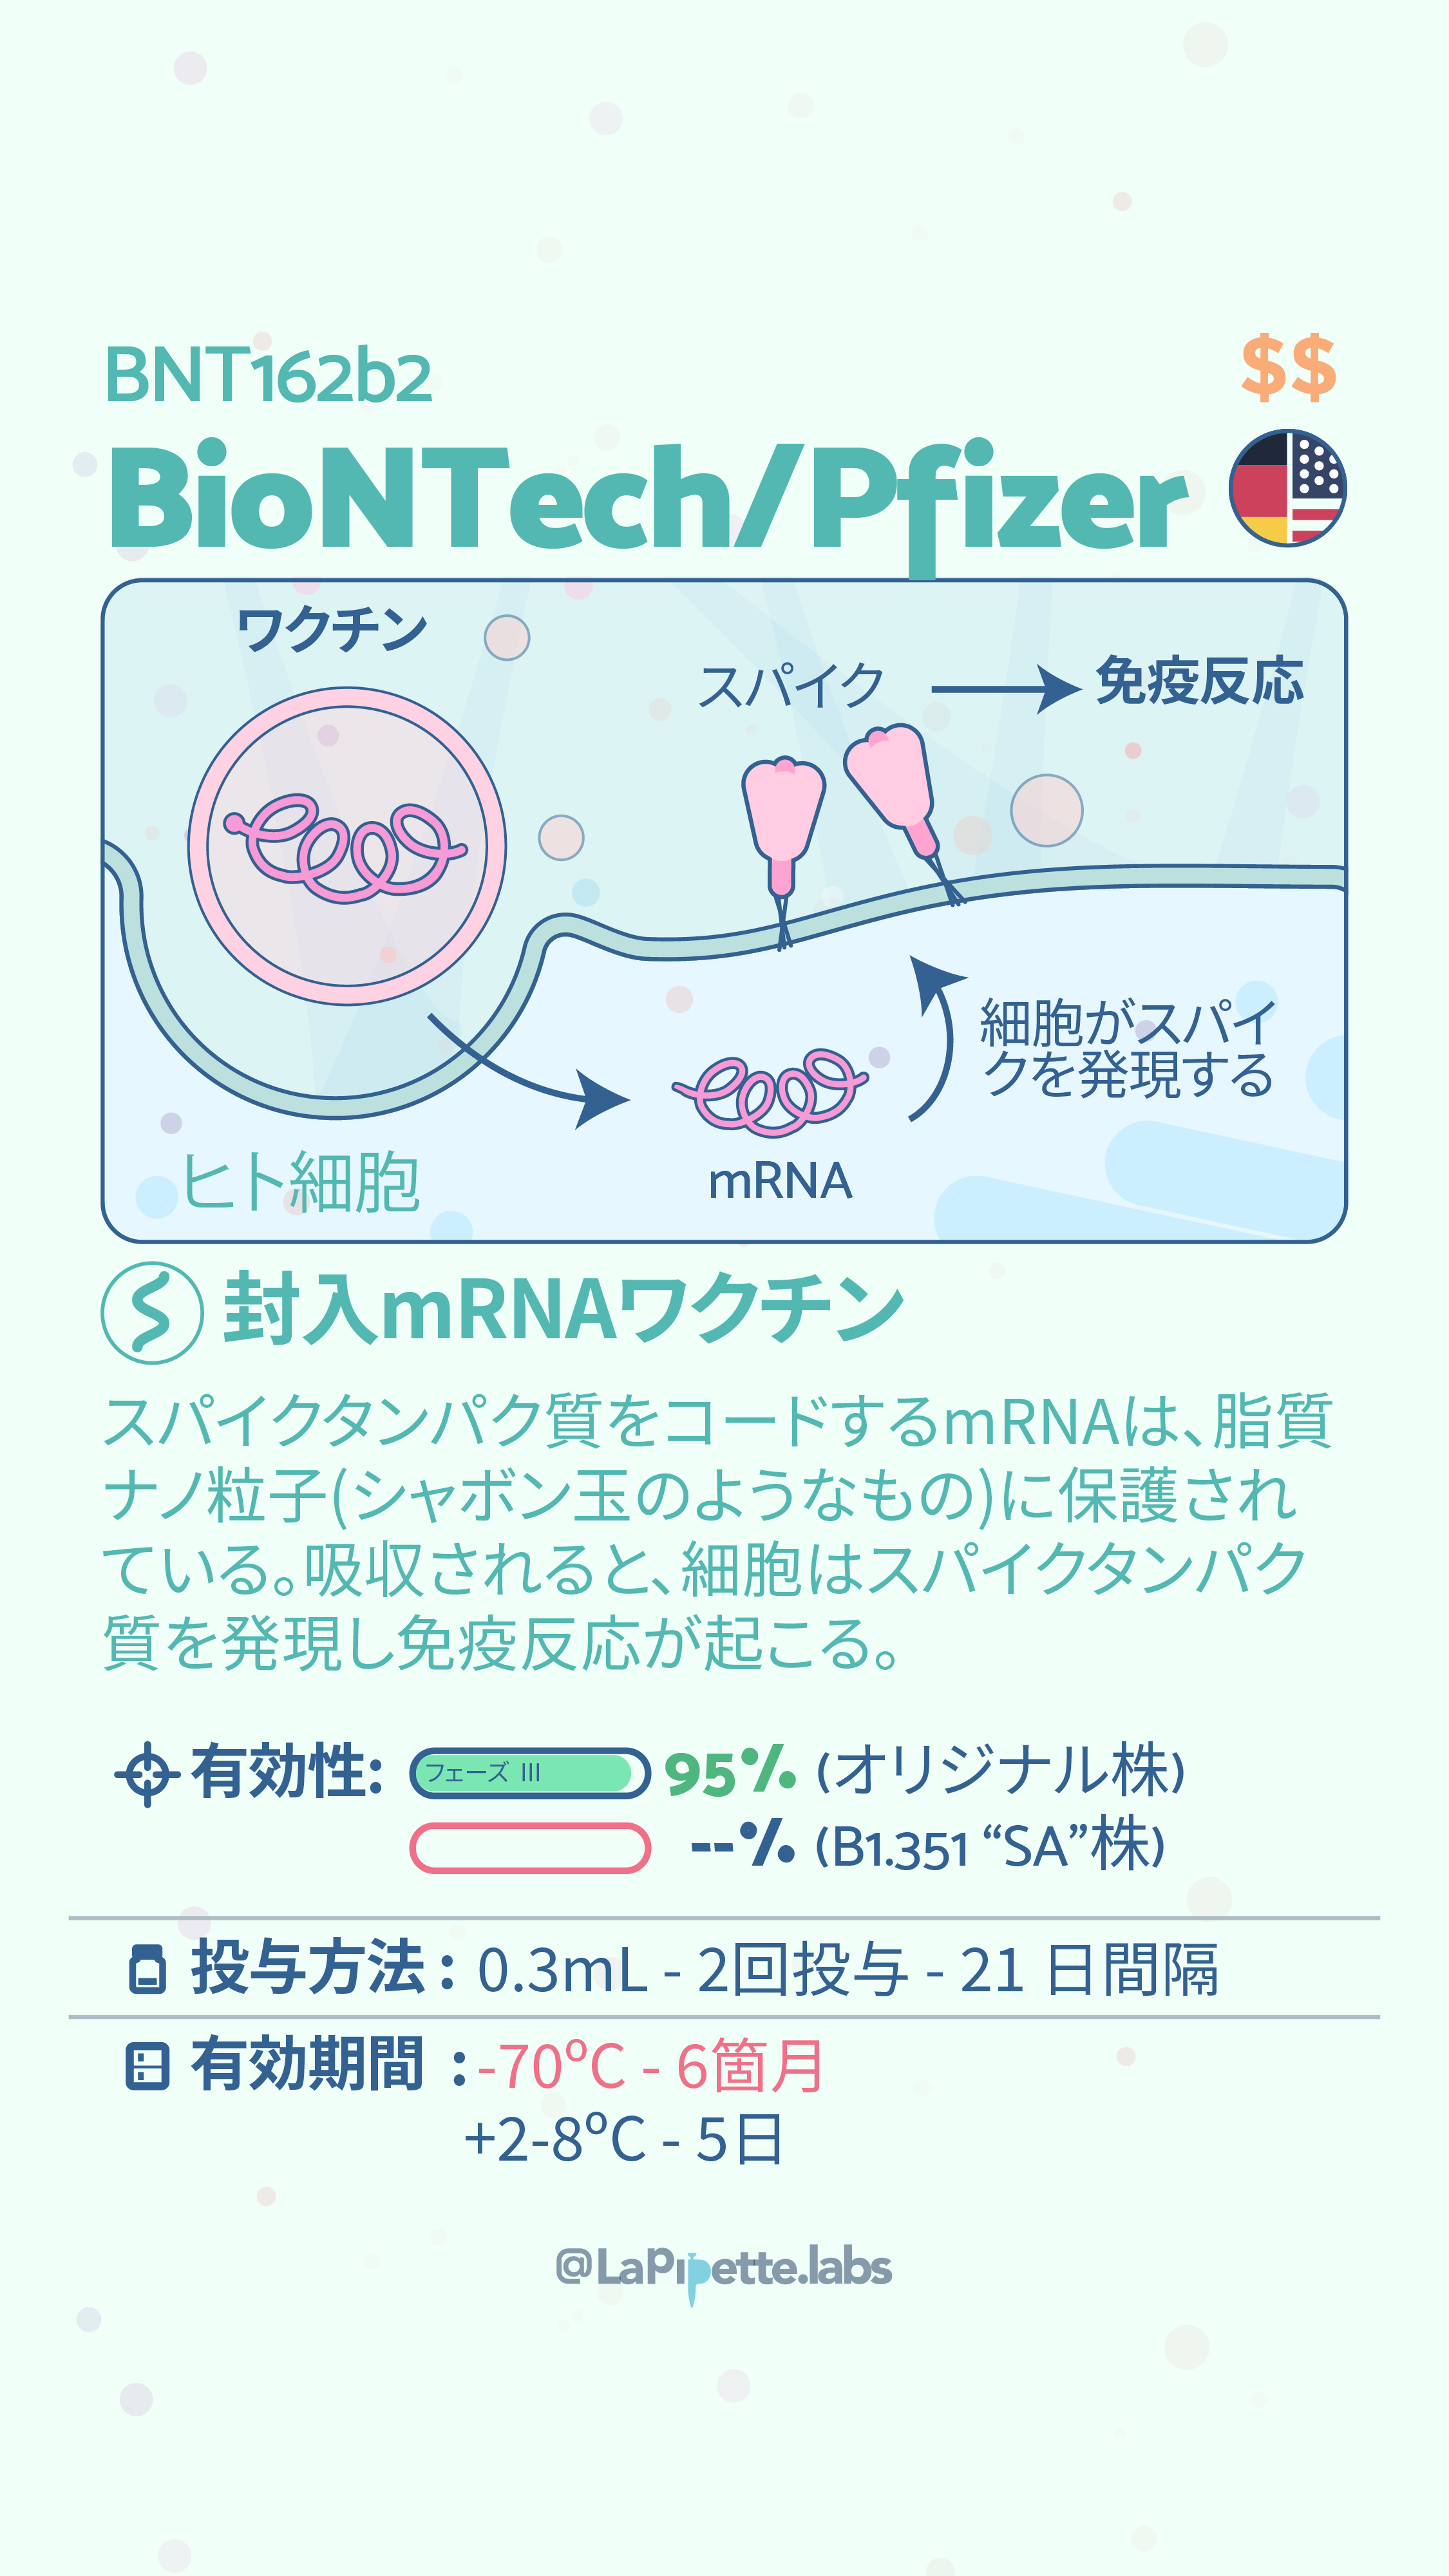 BNT162b2
$$
BioNTech/Pfizer
ワクチン
スパイク
免疫反応
細胞がスパイ
クを発現する
mRNA
ヒト細胞
封入mRNAワクチン
スパイクタンパク質をコードするmRNAは、脂質
ナノ粒子(シャボン玉のようなもの)に保護され
ている。吸収されると、細胞はスパイクタンパク
質を発現し免疫反応が起こる。
有効性: フェーズ III 95% (オリジナル株)
--% (B1.351 “SA”株)
投与方法 : 0.3mL - 2回投与 - 21 日間隔
有効期間 : -70ºC - 6箇月
+2-8ºC - 5日
@LaPipette.labs